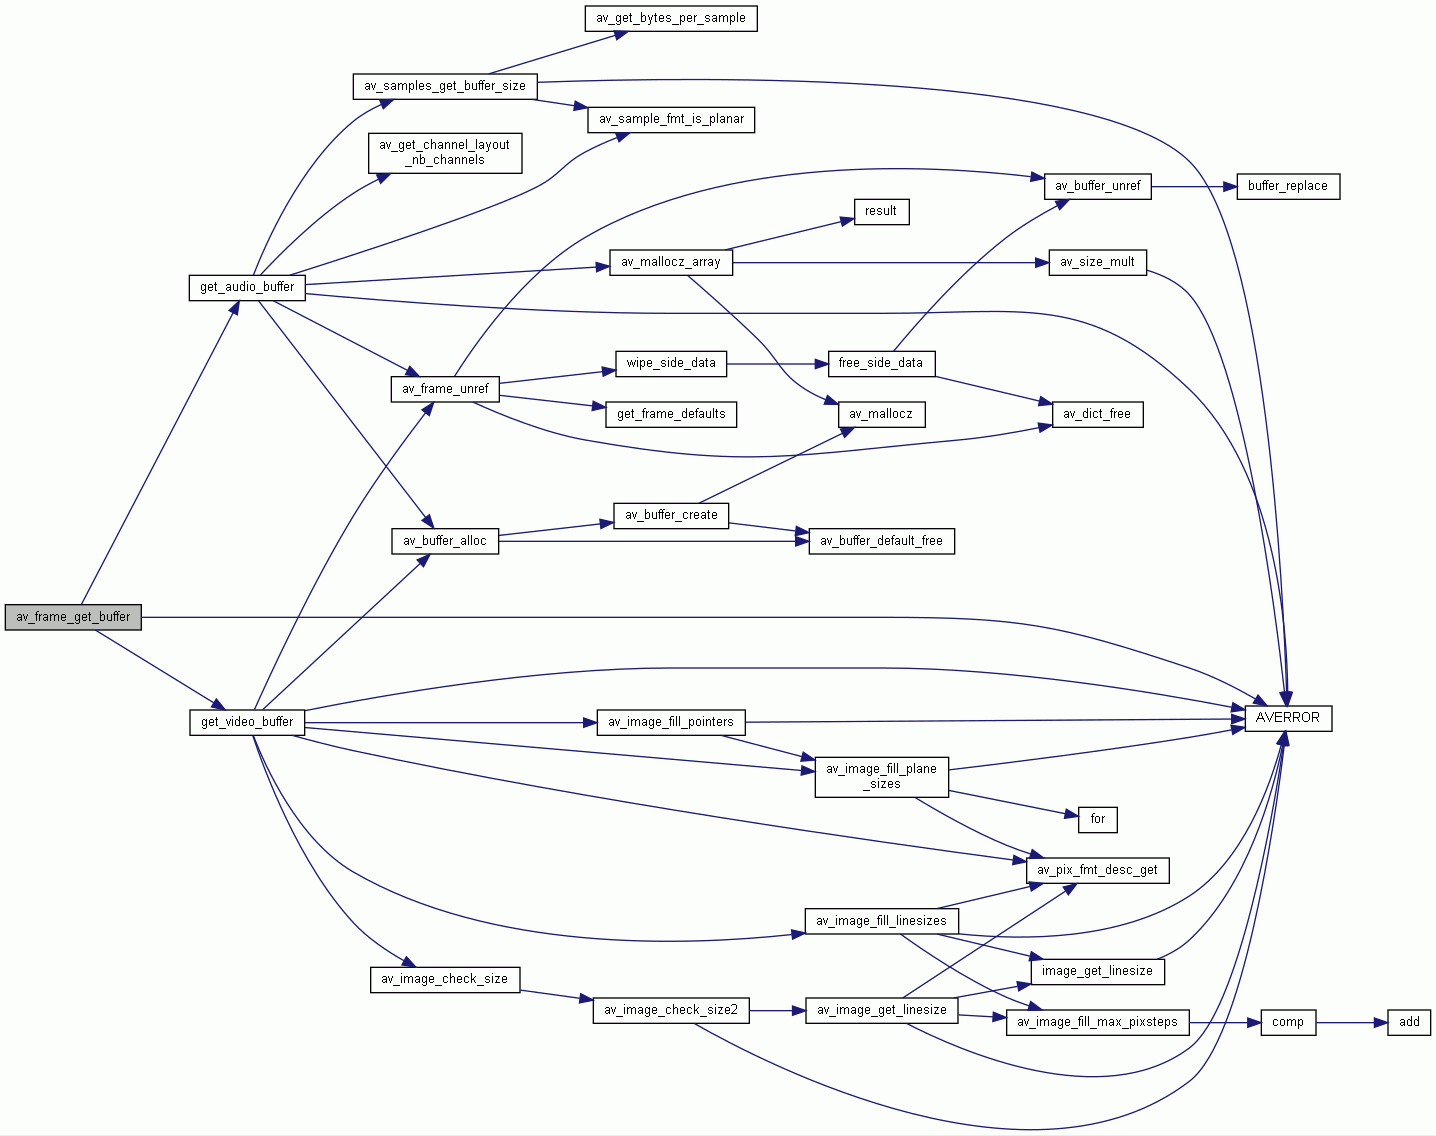 av_get_bytes_per_sample
av_samples_get_buffer_size
av_sample_fmt_is_planar
av_get_channel_layout
_nb_channels
av_buffer_unref
buffer_replace
result
av_mallocz_array
av_size_mult
get_audio_buffer
wipe_side_data
free_side_data
av_frame_unref
get_frame_defaults
av_mallocz
av_dict_free
av_buffer_create
av_buffer_alloc
av_buffer_default_free
av_frame_get_buffer
get_video_buffer
av_image_fill_pointers
AVERROR
av_image_fill_plane
_sizes
for
av_pix_fmt_desc_get
av_image_fill_linesizes
av_image_check_size
image_get_linesize
av_image_check_size2
av_image_get_linesize
av_image_fill_max_pixsteps
comp
add